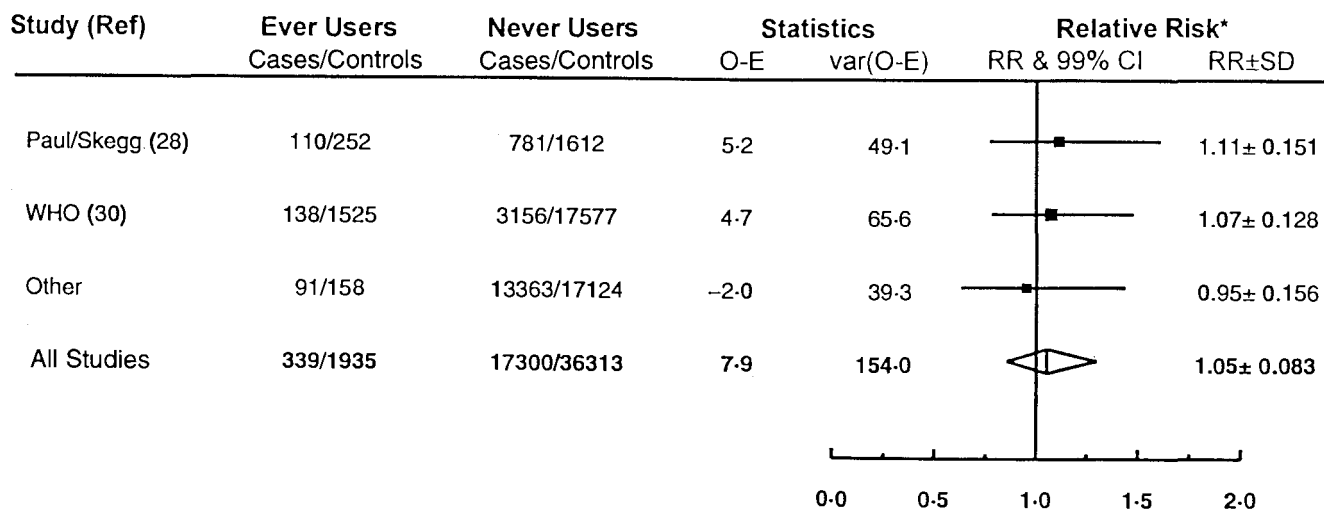 Study (Ref) Ever Users Never Users Statistics Relative Risk*
Cases/Controls Cases/Controls O-E var(O-E) RR & 99% CI RR±SD
Paul/Skegg (28) 110/252 781/1612 5·2 49·1 1.11± 0.151
WHO (30) 138/1525 3156/17577 4·7 65·6 1.07± 0.128
Other 91/158 13363/17124 –2·0 39·3 0.95± 0.156
All Studies 339/1935 17300/36313 7·9 154·0 1.05± 0.083
0·0 0·5 1·0 1·5 2·0